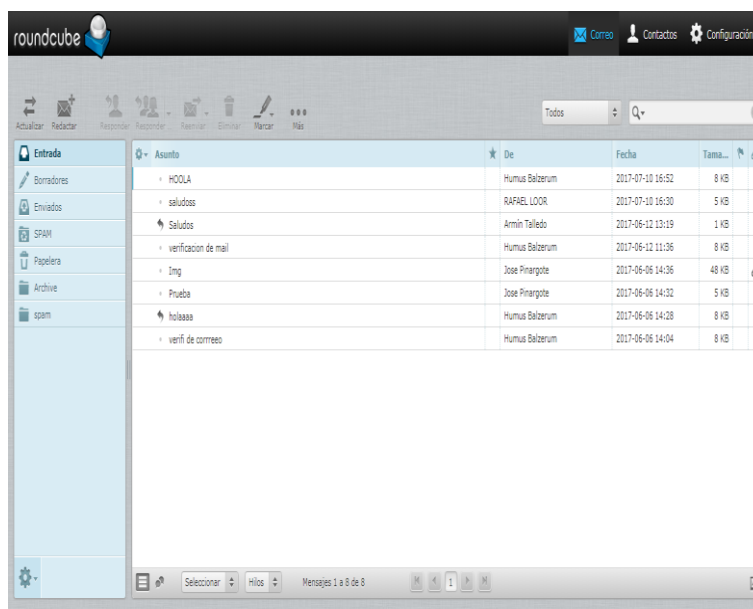 roundcube
Correo Contactos Configuración
Actualizar Redactar Responder Responder... Reenviar Eliminar Marcar Más
Todos
Entrada
Borradores
Enviados
SPAM
Papelera
Archive
spam
Asunto De Fecha Tama...
HOOLA Humus Balzerum 2017-07-10 16:52 8 KB
saludoss RAFAEL LOOR 2017-07-10 16:30 5 KB
Saludos Armin Talledo 2017-06-12 13:19 1 KB
verificacion de mail Humus Balzerum 2017-06-12 11:36 8 KB
Img Jose Pinargote 2017-06-06 14:36 48 KB
Prueba Jose Pinargote 2017-06-06 14:32 5 KB
holaaaa Humus Balzerum 2017-06-06 14:28 8 KB
verifi de corrreeo Humus Balzerum 2017-06-06 14:04 8 KB
Seleccionar Hilos Mensajes 1 a 8 de 8 1